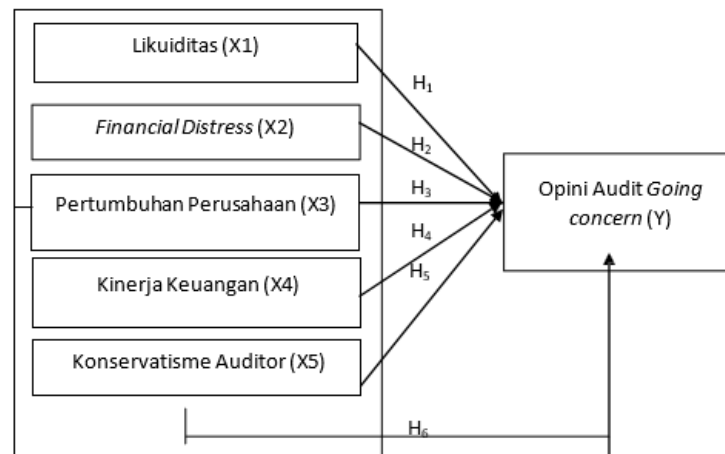 Likuiditas (X1)
H₁
Financial Distress (X2)
H₂
Pertumbuhan Perusahaan (X3)
H₃
Opini Audit Going
concern (Y)
H₄
Kinerja Keuangan (X4)
H₅
Konservatisme Auditor (X5)
H₆